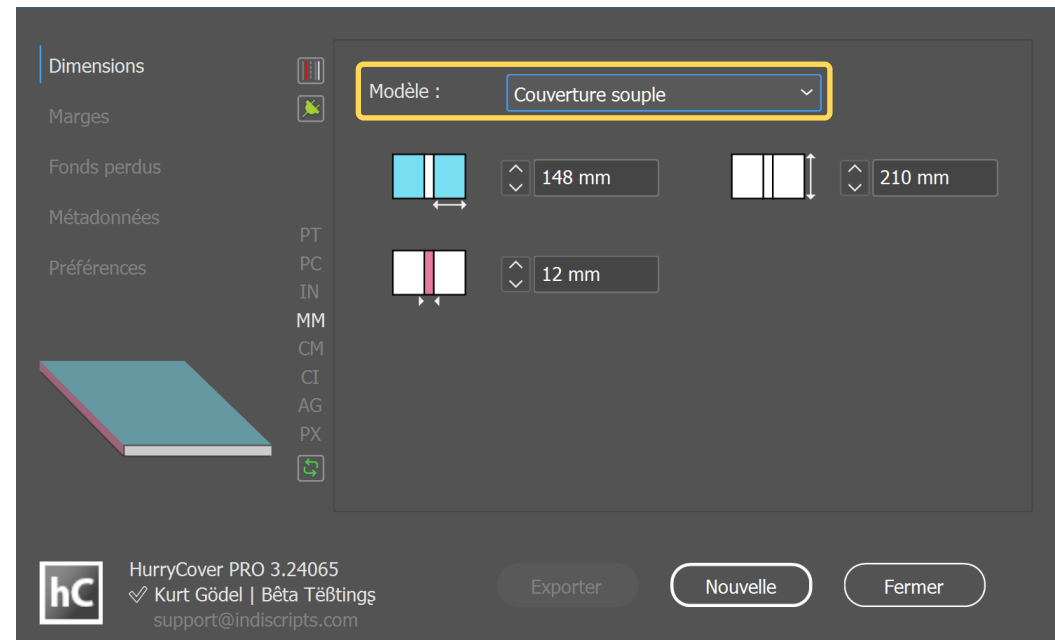 Dimensions
Marges
Fonds perdus
Métadonnées
Préférences
PT
PC
IN
MM
CM
CI
AG
PX
Modèle :
Couverture souple
148 mm
210 mm
12 mm
hC
HurryCover PRO 3.24065
Kurt Gödel | Bêta Tëßtingş
support@indiscripts.com
Exporter
Nouvelle
Fermer